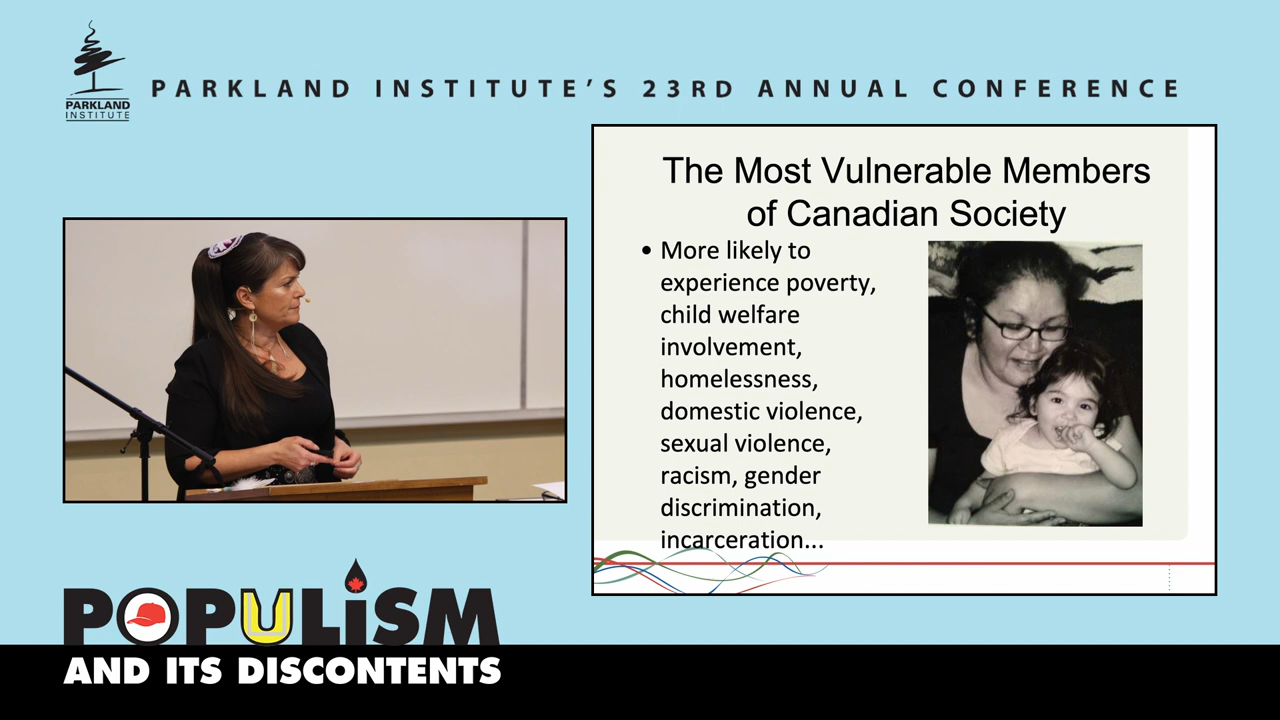 PARKLAND
INSTITUTE
PARKLAND INSTITUTE'S 23RD ANNUAL CONFERENCE
The Most Vulnerable Members
of Canadian Society
• More likely to
experience poverty,
child welfare
involvement,
homelessness,
domestic violence,
sexual violence,
racism, gender
discrimination,
incarceration...
POPULiSM
AND ITS DISCONTENTS